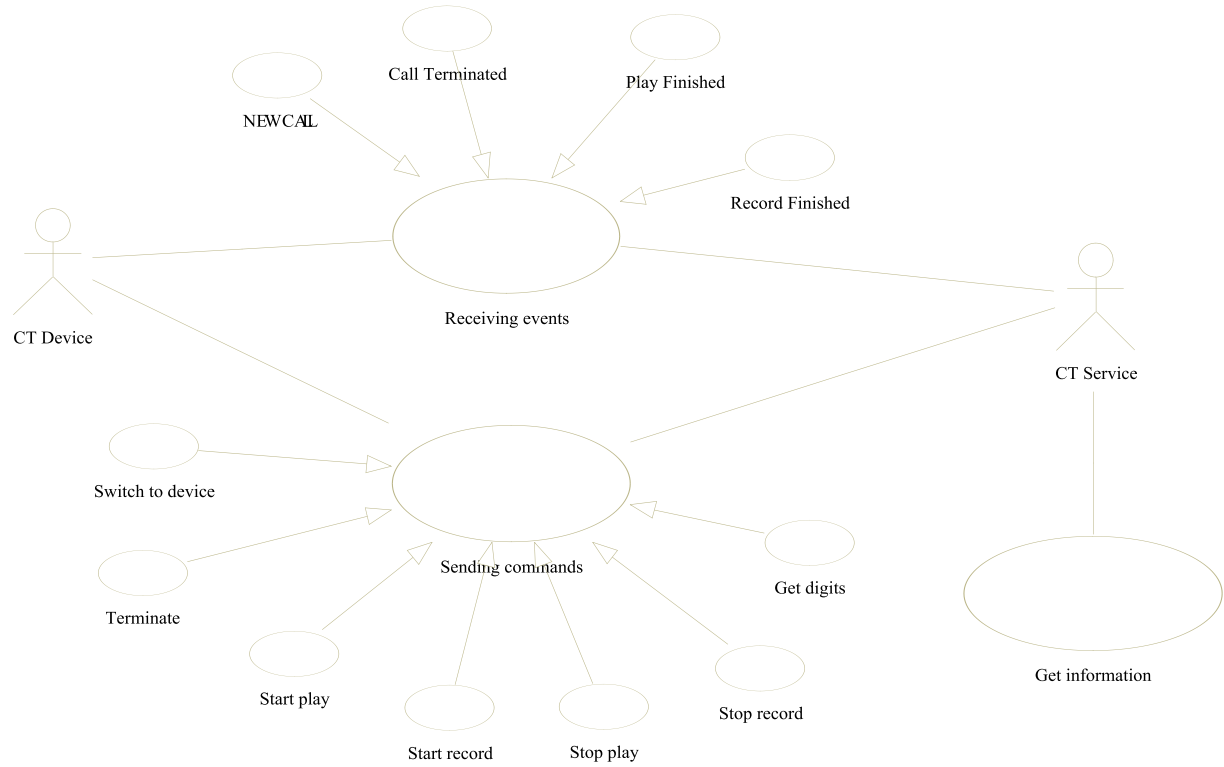 Call Terminated
Play Finished
NEWCALL
Record Finished
Receiving events
CT Device
CT Service
Switch to device
Sending commands
Get digits
Terminate
Get information
Start play
Stop record
Start record
Stop play